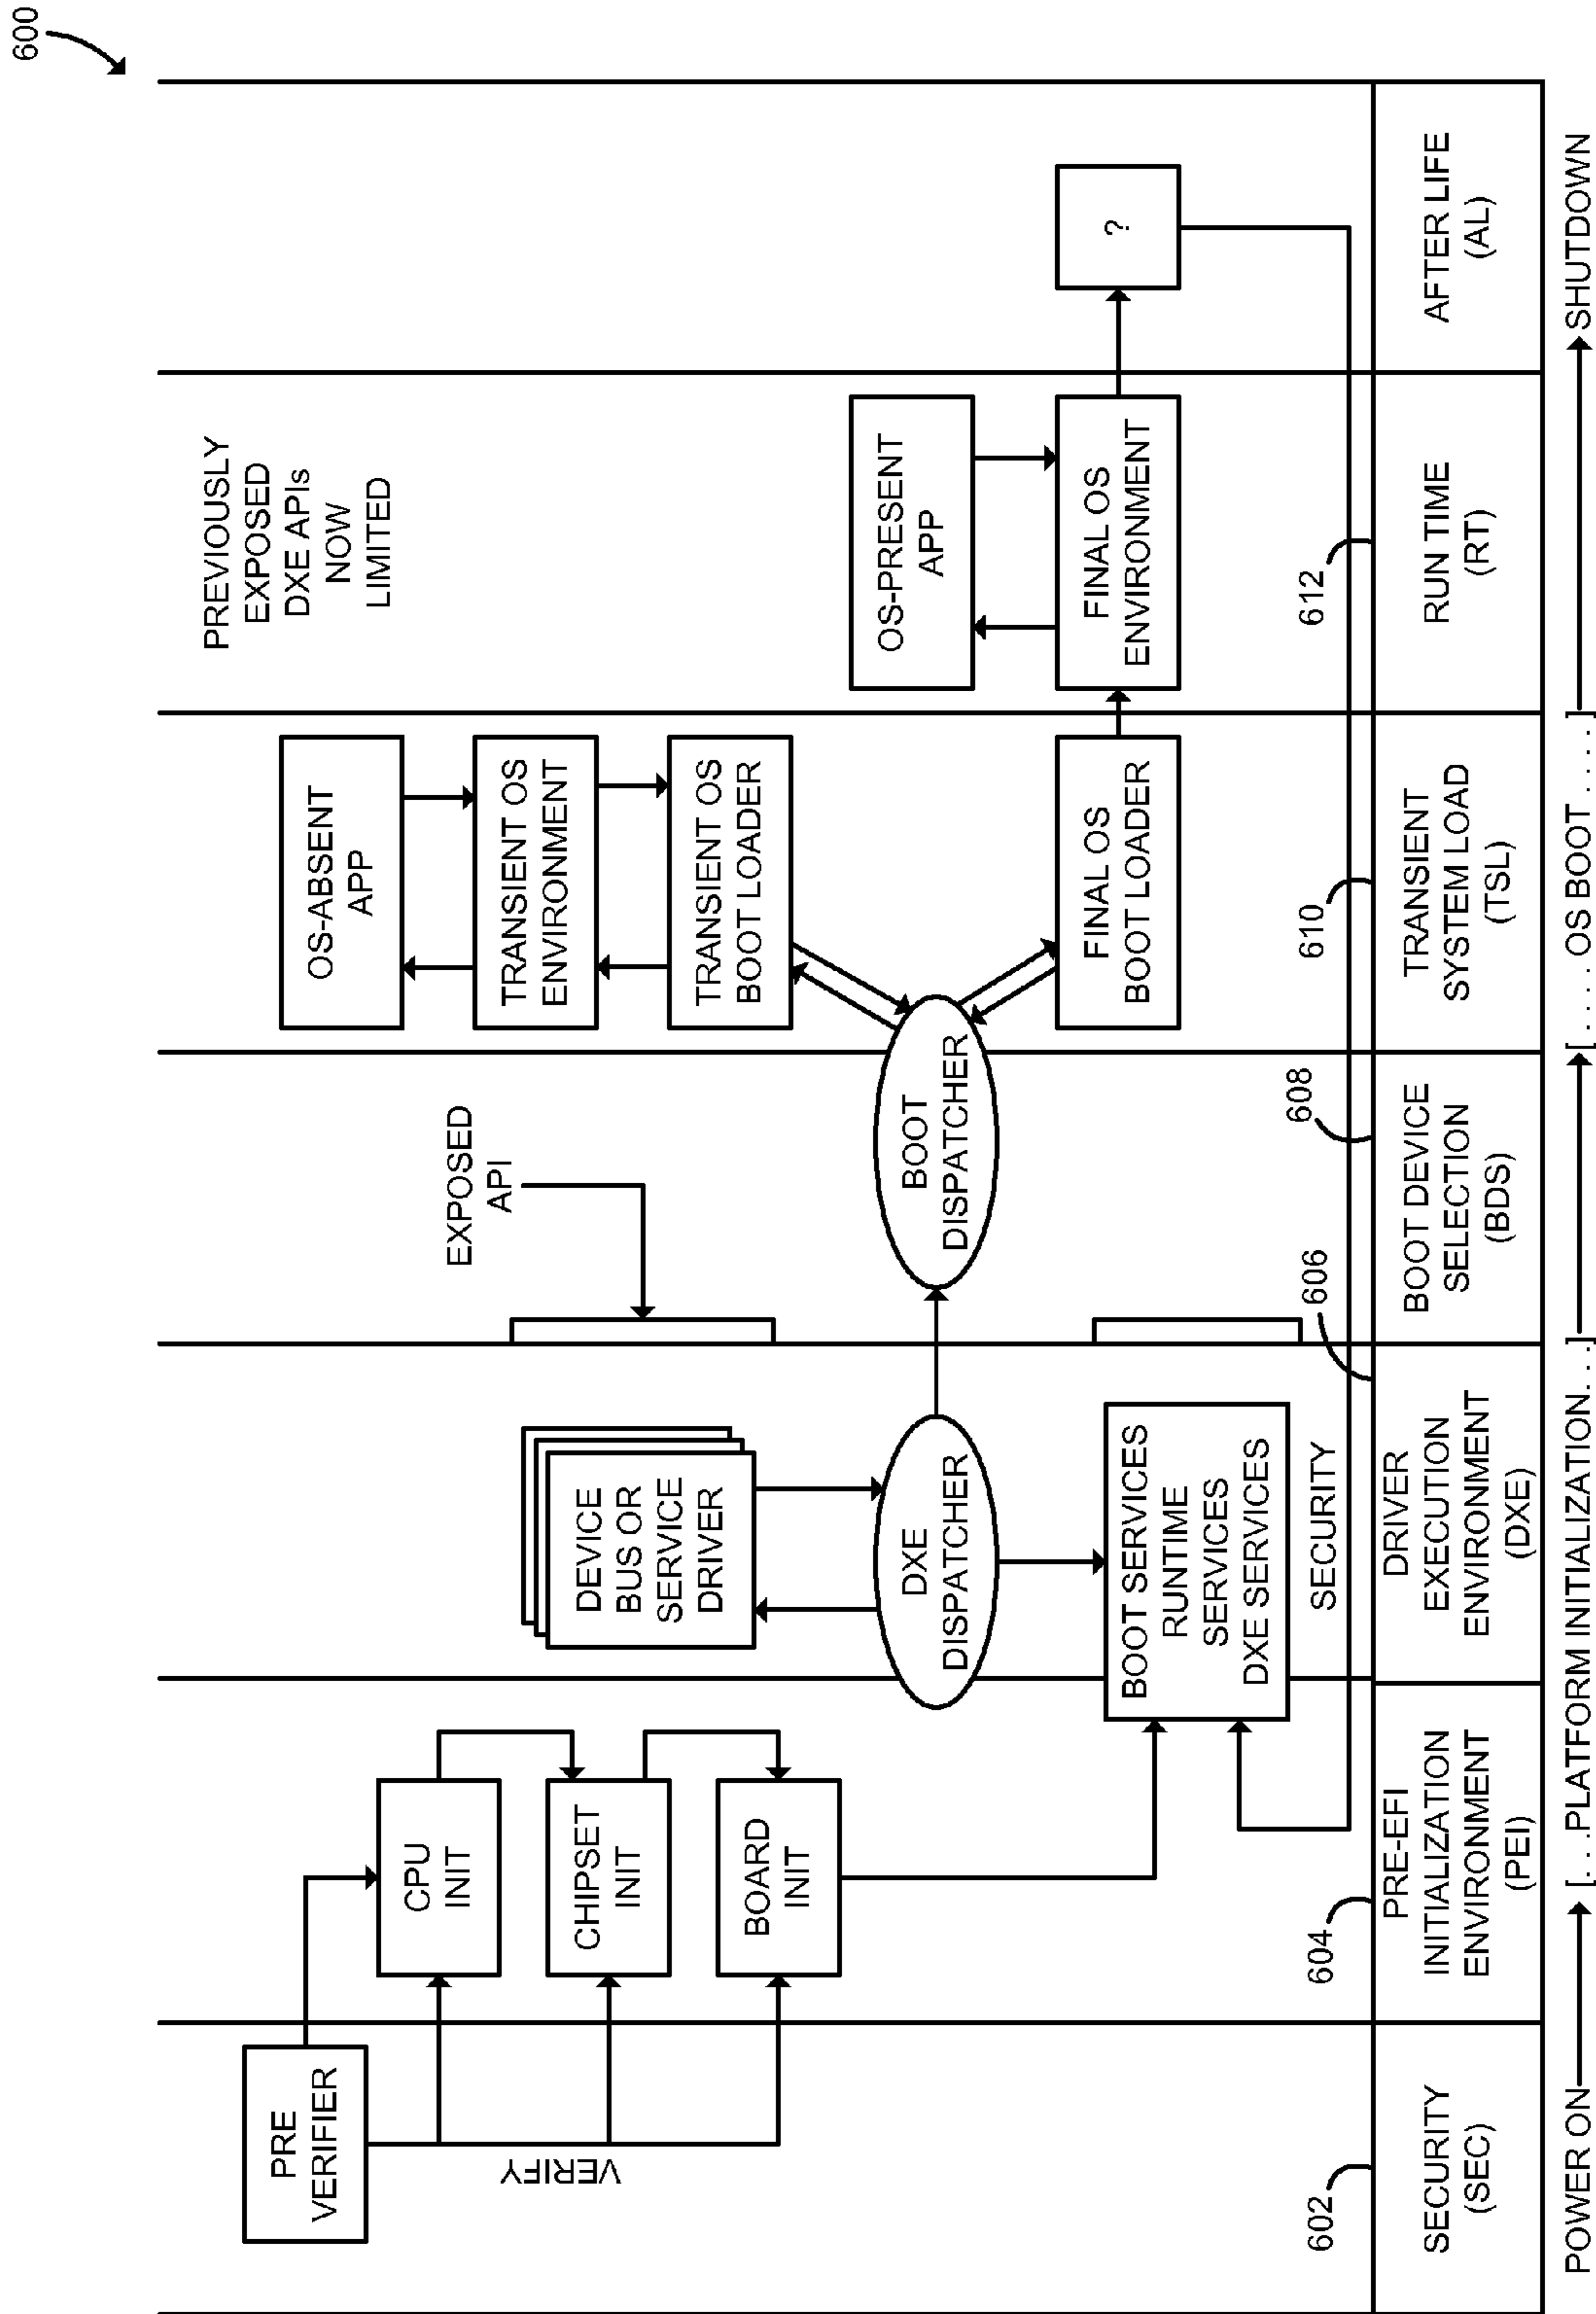 600
PRE
VERIFIER
VERIFY
CPU
INIT
CHIPSET
INIT
BOARD
INIT
DEVICE
BUS OR
SERVICE
DRIVER
DXE
DISPATCHER
BOOT SERVICES
RUNTIME
SERVICES
DXE SERVICES
SECURITY
EXPOSED
API
BOOT
DISPATCHER
OS-ABSENT
APP
TRANSIENT OS
ENVIRONMENT
TRANSIENT OS
BOOT LOADER
FINAL OS
BOOT LOADER
PREVIOUSLY
EXPOSED
DXE APIs
NOW
LIMITED
OS-PRESENT
APP
FINAL OS
ENVIRONMENT
?
602
604
606
608
610
612
SECURITY
(SEC)
PRE-EFI
INITIALIZATION
ENVIRONMENT
(PEI)
DRIVER
EXECUTION
ENVIRONMENT
(DXE)
BOOT DEVICE
SELECTION
(BDS)
TRANSIENT
SYSTEM LOAD
(TSL)
RUN TIME
(RT)
AFTER LIFE
(AL)
POWER ON [. . .PLATFORM INITIALIZATION. . .] [. . . . . OS BOOT . . . . .] SHUTDOWN